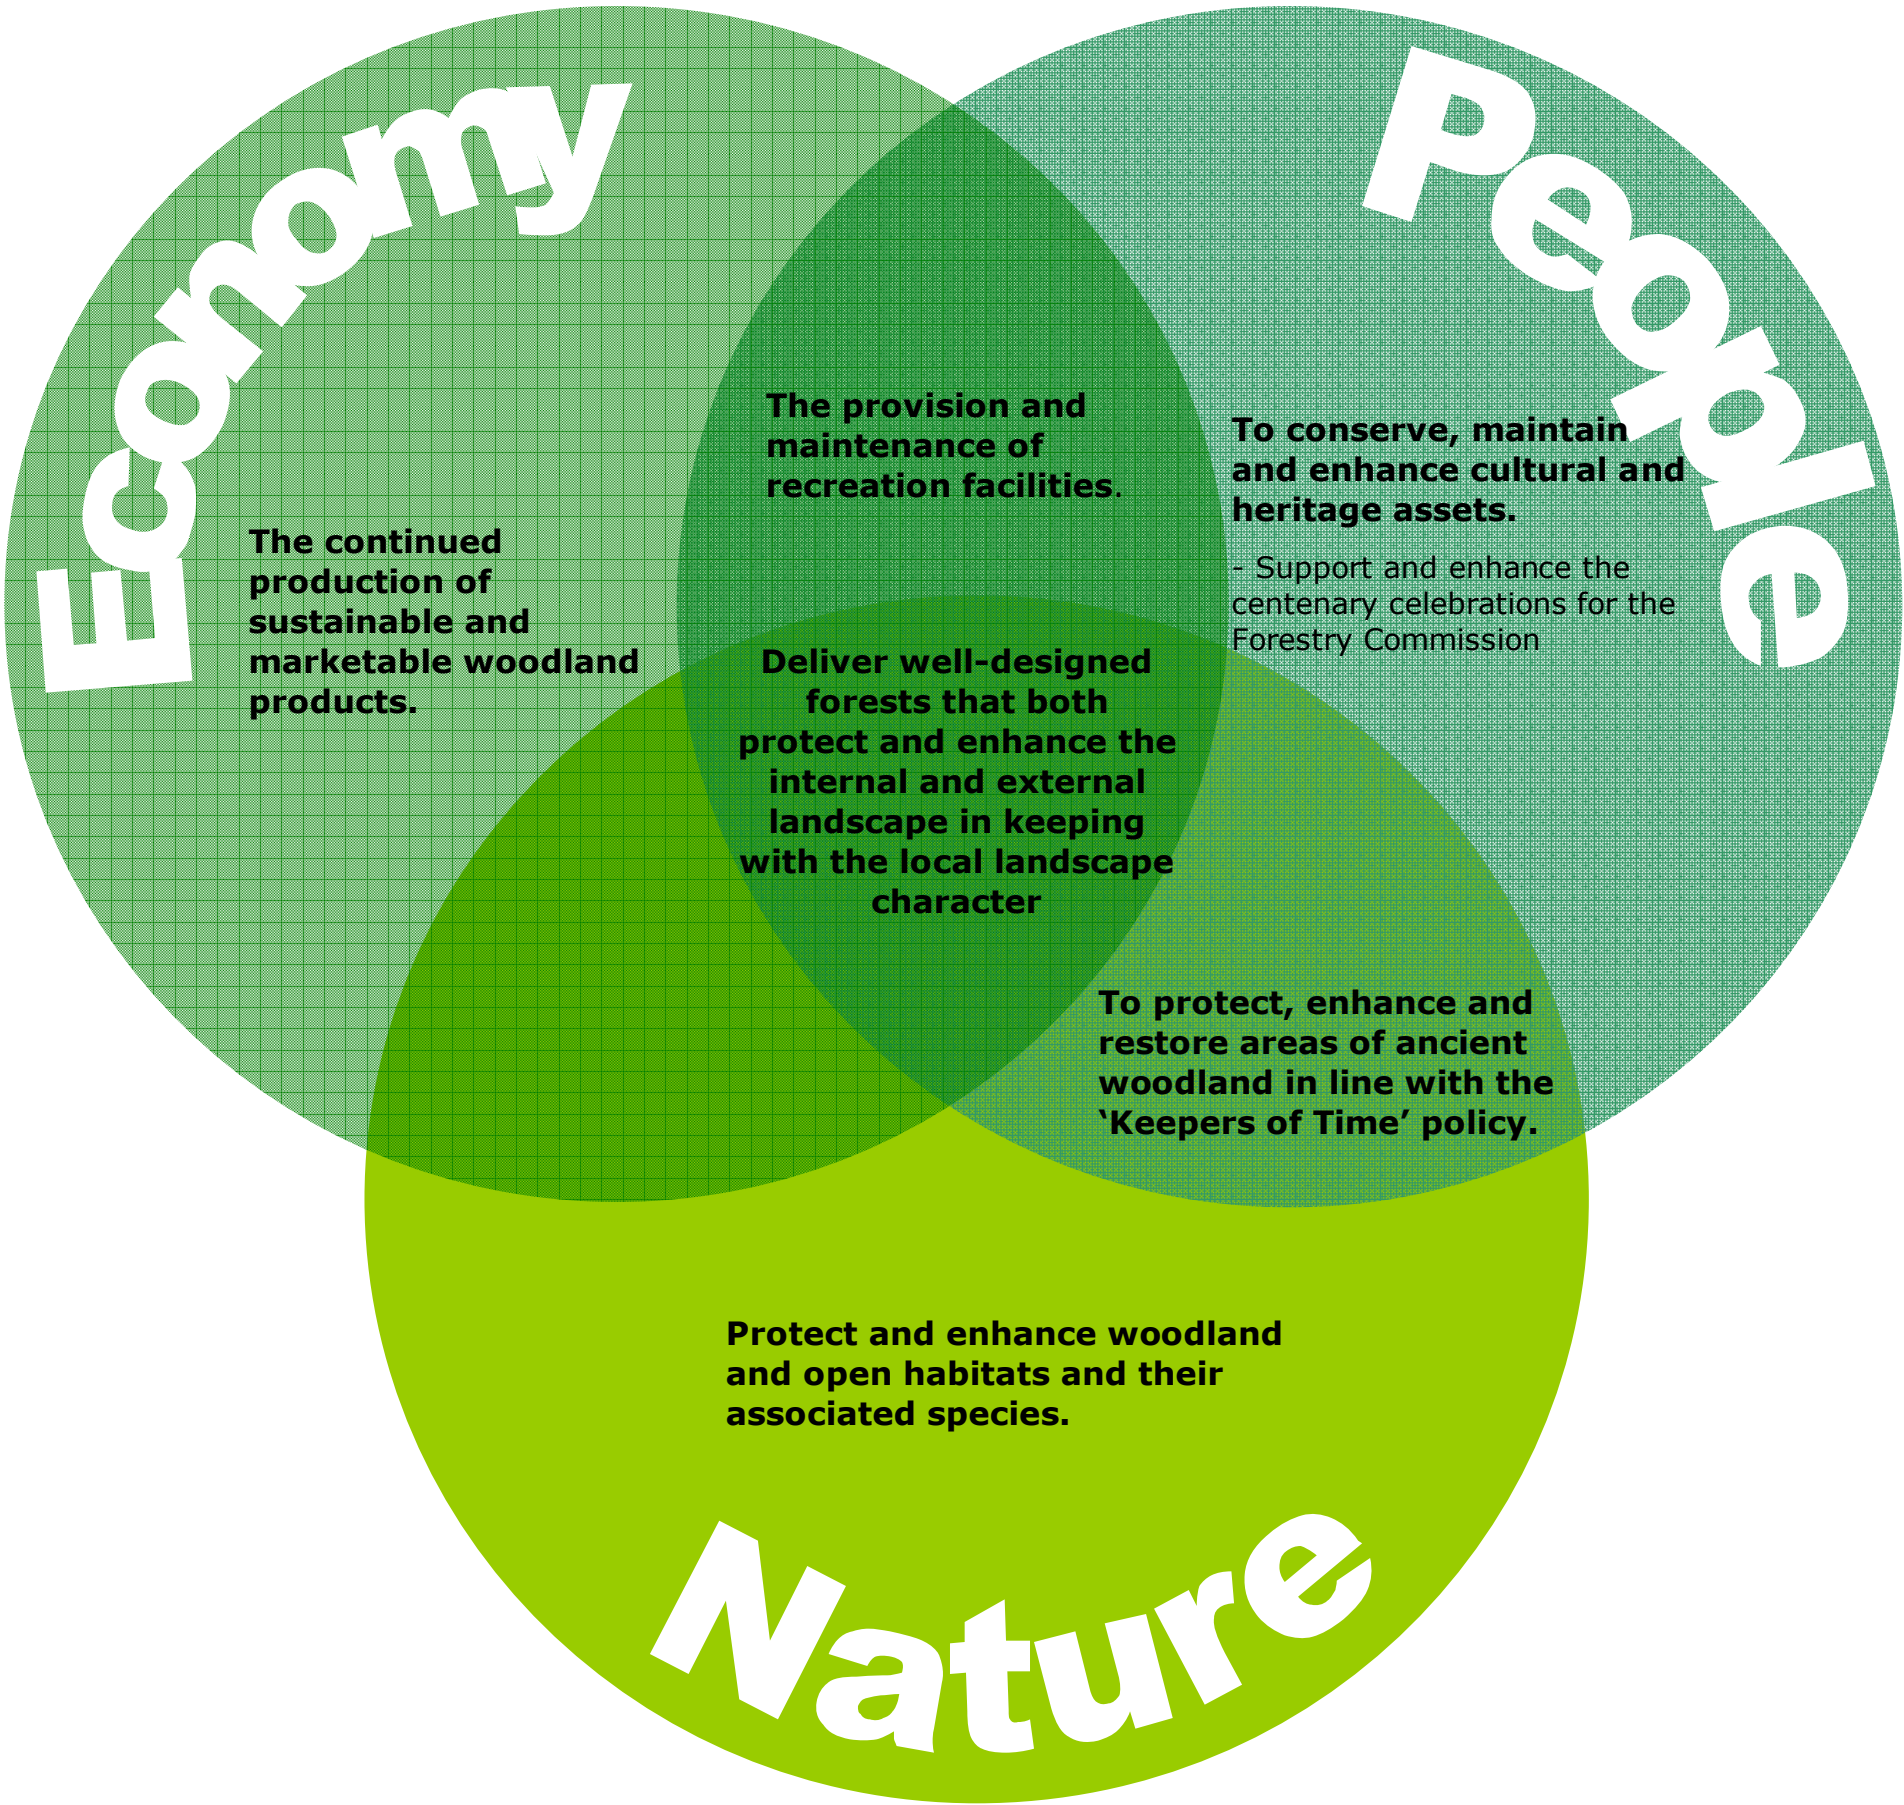 Economy
People
The provision and
maintenance of
recreation facilities.
To conserve, maintain
and enhance cultural and
heritage assets.
- Support and enhance the
centenary celebrations for the
Forestry Commission
The continued
production of
sustainable and
marketable woodland
products.
Deliver well-designed
forests that both
protect and enhance the
internal and external
landscape in keeping
with the local landscape
character
To protect, enhance and
restore areas of ancient
woodland in line with the
‘Keepers of Time’ policy.
Protect and enhance woodland
and open habitats and their
associated species.
Nature